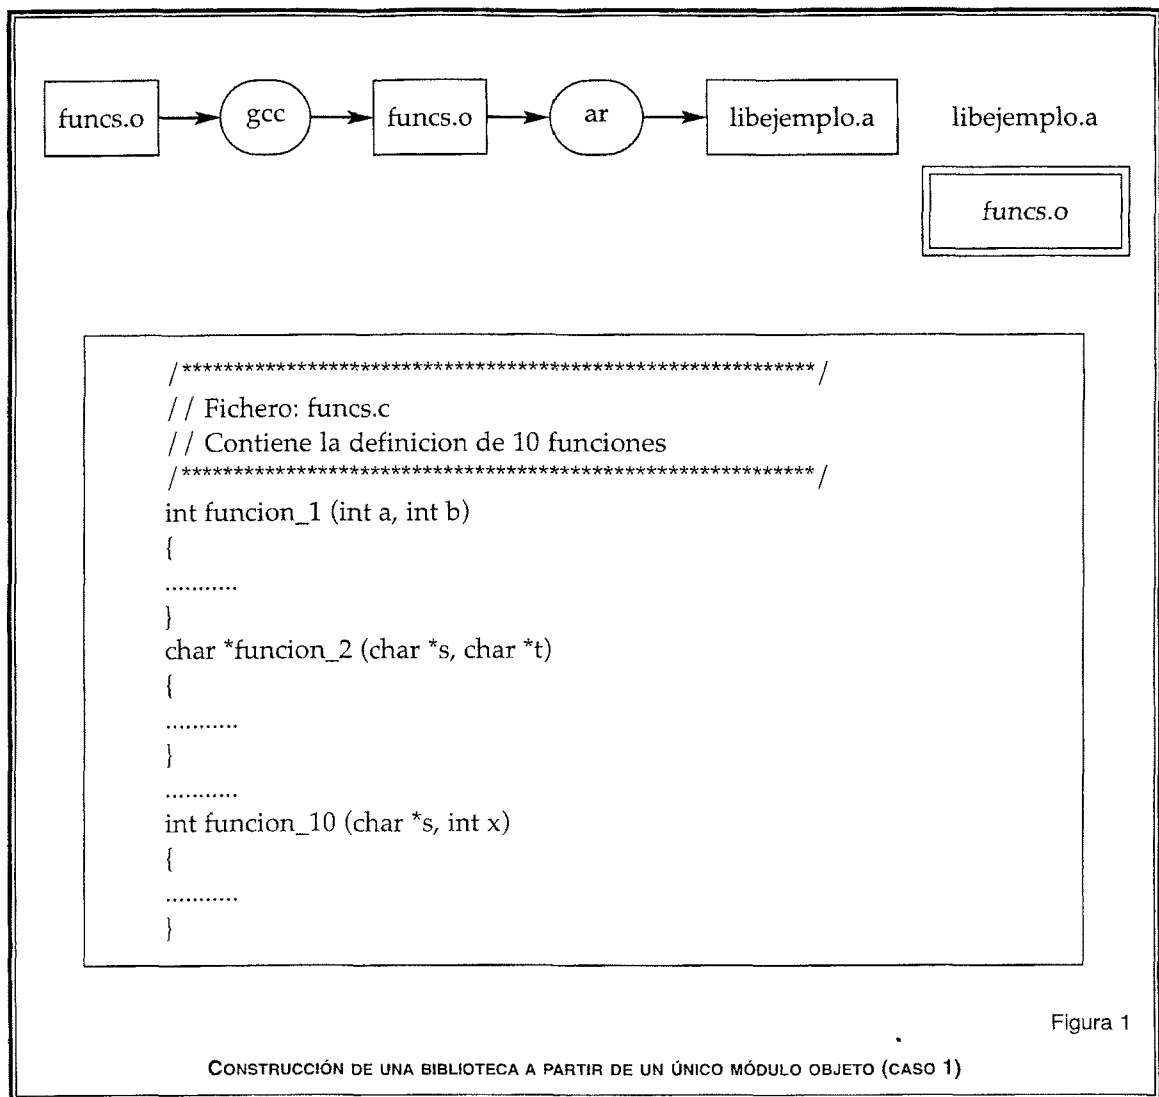 funcs.o gcc funcs.o ar libejemplo.a libejemplo.a
funcs.o
/*************************************************************/
// Fichero: funcs.c
// Contiene la definicion de 10 funciones
/*************************************************************/
int funcion_1 (int a, int b)
{
...........
}
char *funcion_2 (char *s, char *t)
{
...........
}
...........
int funcion_10 (char *s, int x)
{
...........
}
Figura 1
CONSTRUCCIÓN DE UNA BIBLIOTECA A PARTIR DE UN ÚNICO MÓDULO OBJETO (CASO 1)